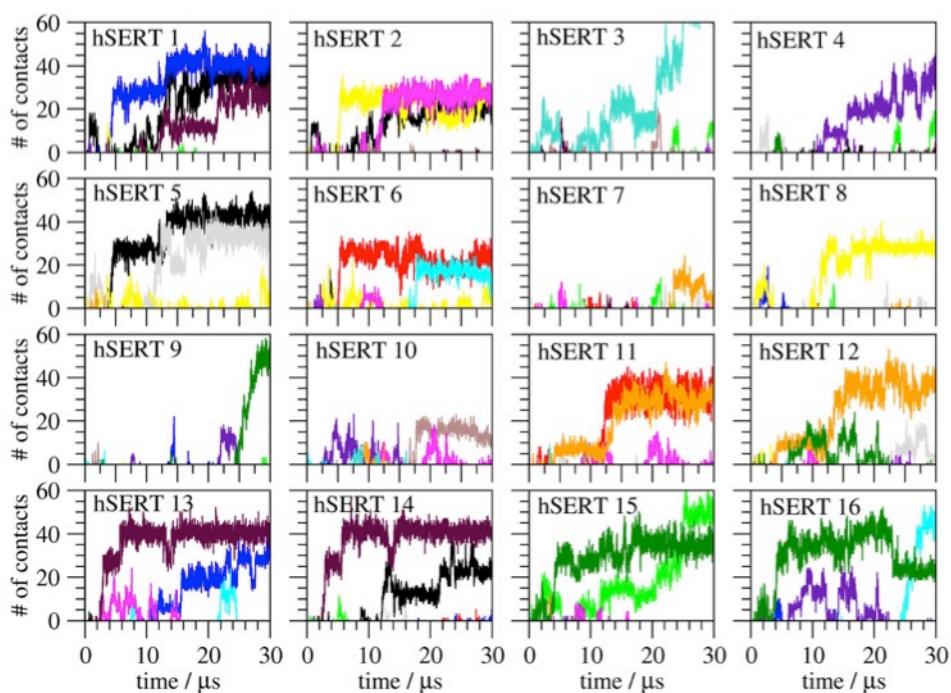 hSERT 1 hSERT 2 hSERT 3 hSERT 4
# of contacts
60
40
20
0
hSERT 5 hSERT 6 hSERT 7 hSERT 8
# of contacts
60
40
20
0
hSERT 9 hSERT 10 hSERT 11 hSERT 12
# of contacts
60
40
20
0
hSERT 13 hSERT 14 hSERT 15 hSERT 16
# of contacts
60
40
20
0
0 10 20 30 0 10 20 30 0 10 20 30 0 10 20 30
time / μs time / μs time / μs time / μs